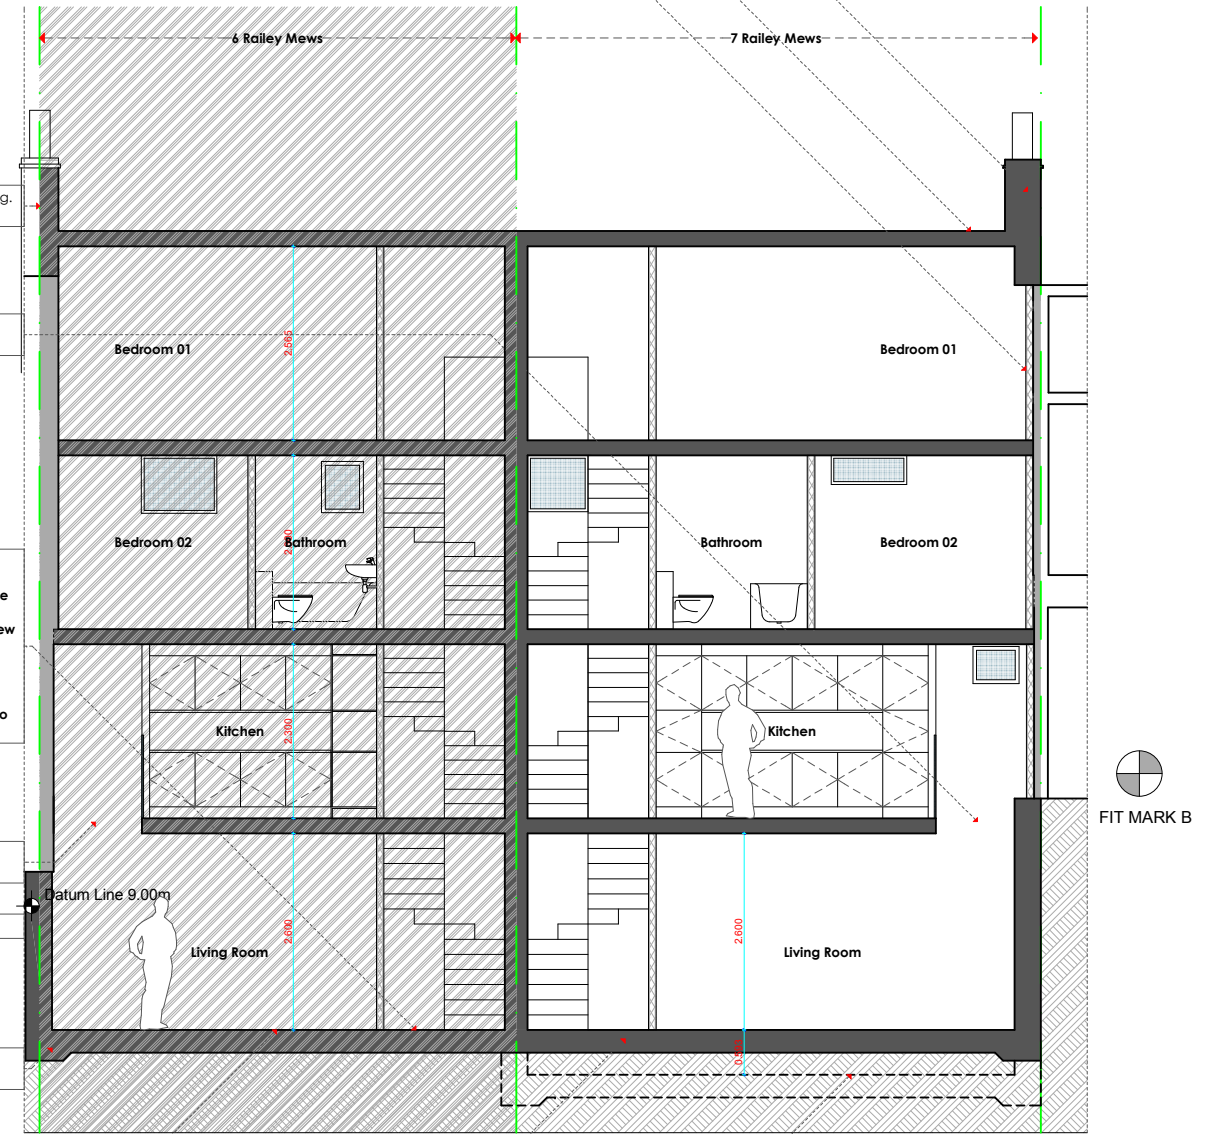 6 Railey Mews
7 Railey Mews
g.
2.565
Bedroom 01
Bedroom 01
Bedroom 02
Bathroom
Bathroom
Bedroom 02
e
ew
o
2.300
Kitchen
Kitchen
FIT MARK B
Datum Line 9.00m
2.600
Living Room
2.600
Living Room